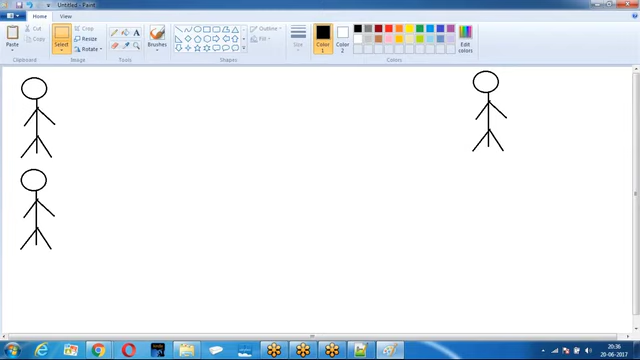 Untitled - Paint
Home View
Paste
Cut
Copy
Clipboard
Select
Crop
Resize
Rotate
Image
Tools
Brushes
Outline
Fill
Shapes
Size
Color
1
Color
2
Colors
Edit
colors
20:36
20-06-2017